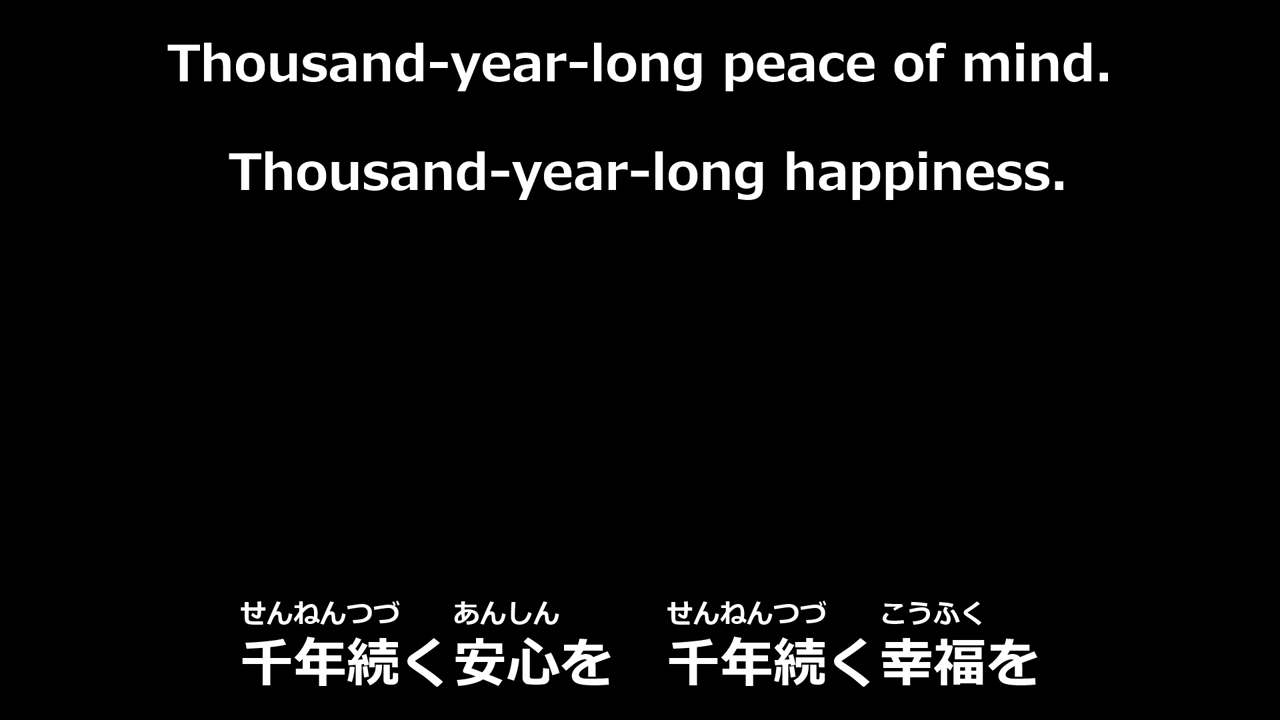 Thousand-year-long peace of mind.
Thousand-year-long happiness.
せんねんつづ あんしん せんねんつづ こうふく
千年続く安心を 千年続く幸福を